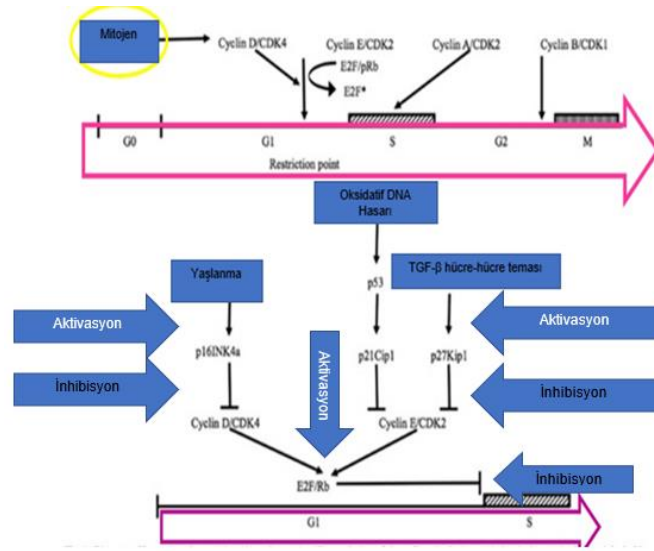 Mitojen
Cyclin D/CDK4
Cyclin E/CDK2
Cyclin A/CDK2
Cyclin B/CDK1
E2F/pRb
E2F*
G0
G1
S
G2
M
Restriction point
Oksidatif DNA
Hasarı
Yaşlanma
p53
TGF-β hücre-hücre teması
Aktivasyon
Aktivasyon
Aktivasyon
p16INK4a
p21Cip1
p27Kip1
İnhibisyon
İnhibisyon
Cyclin D/CDK4
Cyclin E/CDK2
İnhibisyon
E2F/Rb
G1
S